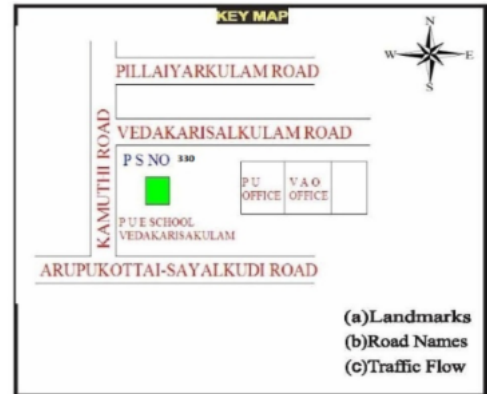 KEY MAP
N
W E
S
PILLAIYARKULAM ROAD
VEDAKARISALKULAM ROAD
KAMUTHI ROAD
P S NO 330
P U
OFFICE
V A O
OFFICE
P U E SCHOOL
VEDAKARISAKULAM
ARUPUKOTTAI-SAYALKUDI ROAD
(a)Landmarks
(b)Road Names
(c)Traffic Flow